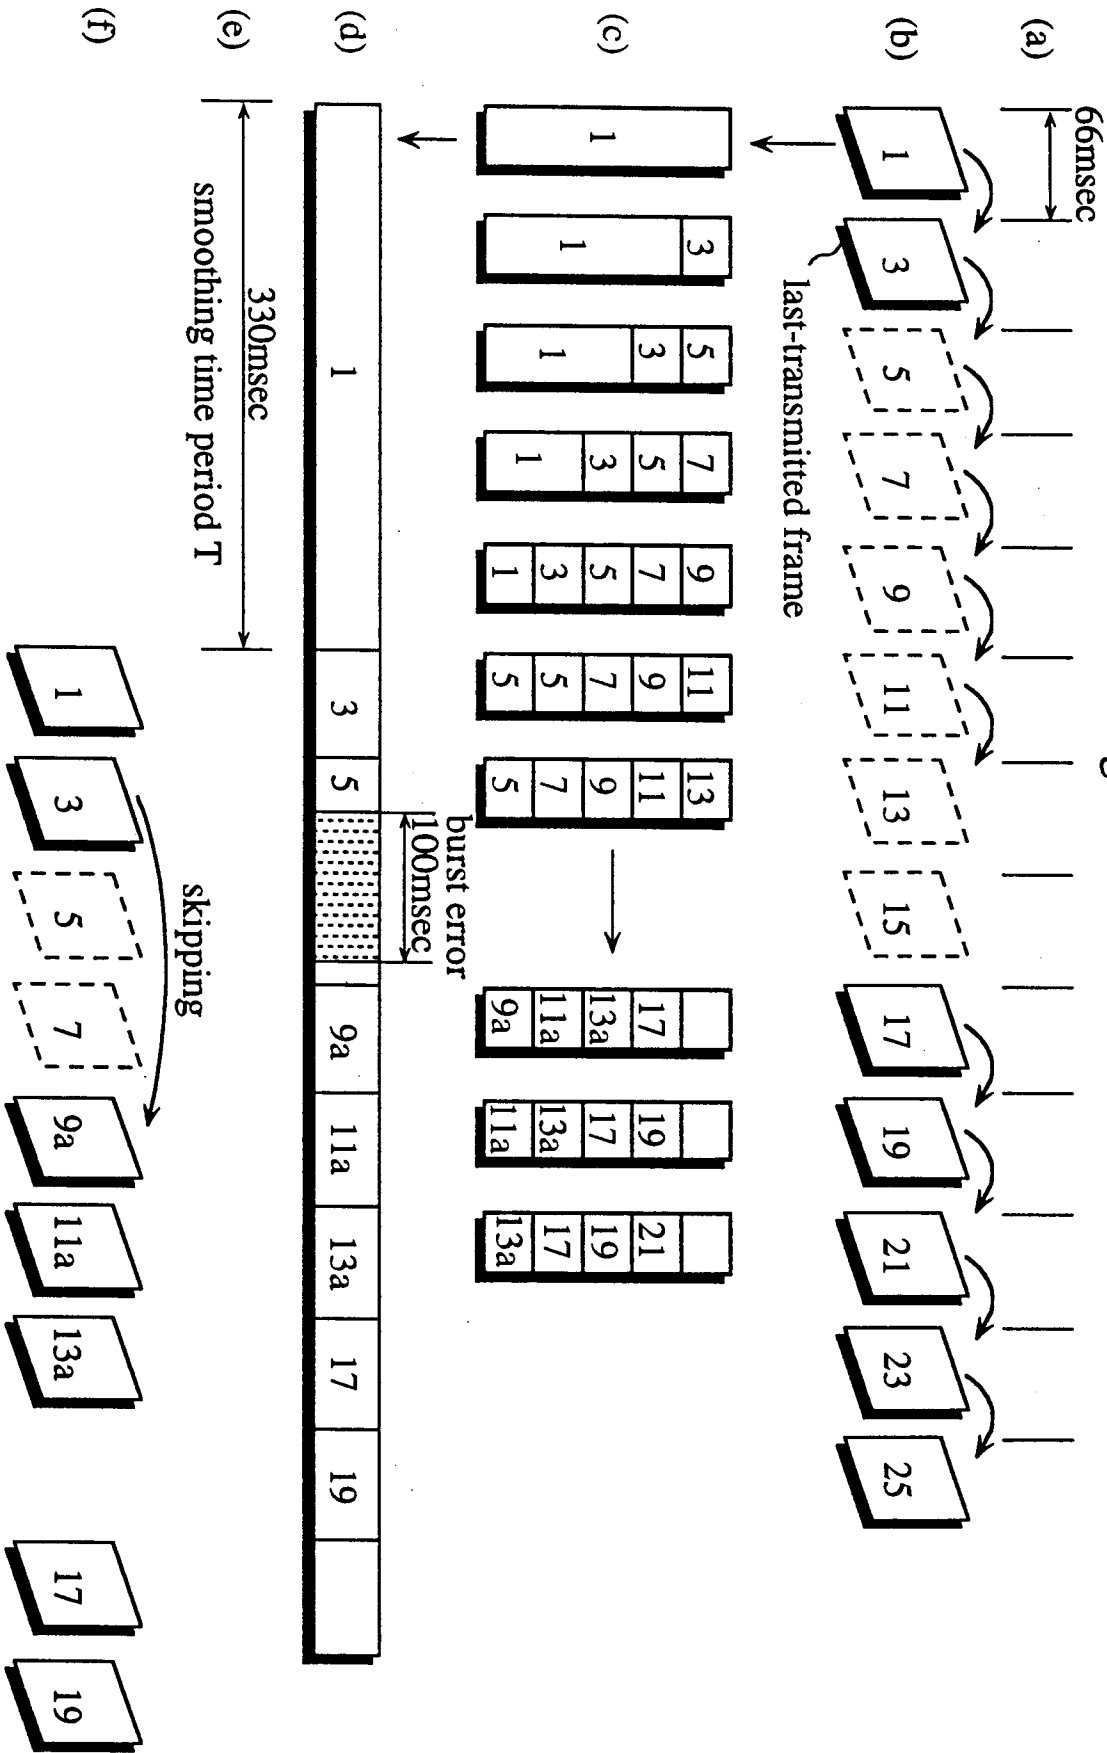 (a)
66msec
(b)
1 3 5 7 9 11 13 15 17 19 21 23 25
last-transmitted frame
(c)
1
3 1
5 3 1
7 5 3 1
9 7 5 3 1
11 9 7 5 5
13 11 9 7 5
17 13a 11a 9a
19 17 13a 11a
21 19 17 13a
burst error
100msec
(d)
1 3 5 9a 11a 13a 17 19
(e)
330msec
smoothing time period T
skipping
(f)
1 3 5 7 9a 11a 13a 17 19